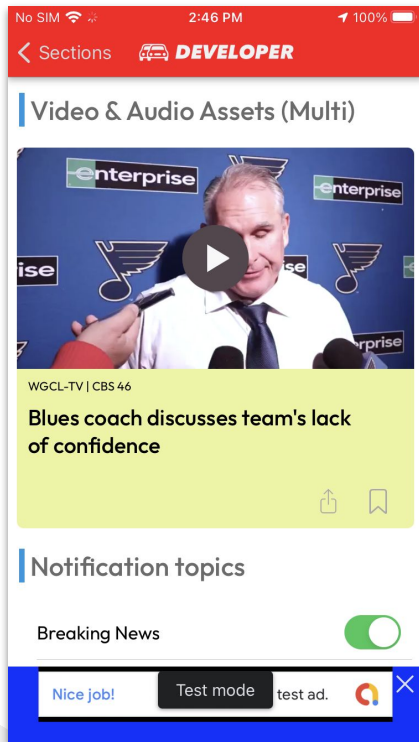 No SIM 2:46 PM 100%
Sections DEVELOPER
Video & Audio Assets (Multi)
enterprise
enterprise
ise
ise
rprise
WGCL-TV | CBS 46
Blues coach discusses team's lack
of confidence
Notification topics
Breaking News
Nice job! Test mode test ad.